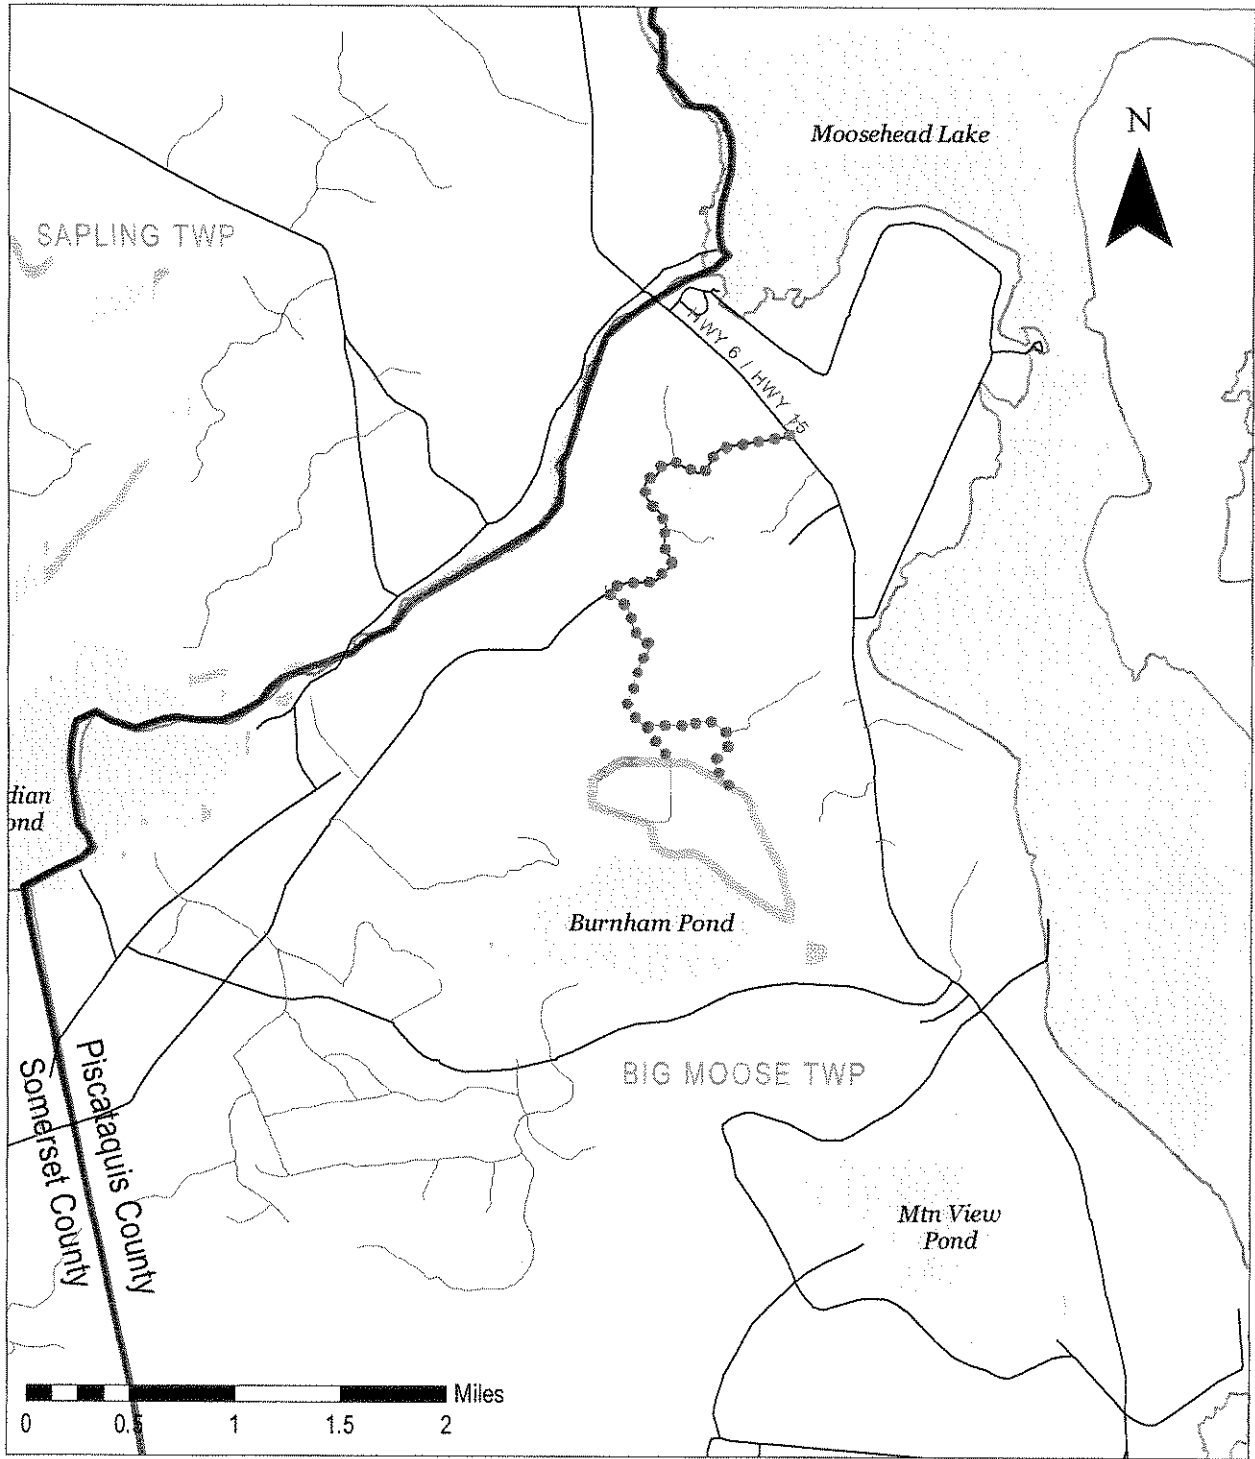 Moosehead Lake
N
SAPLING TWP
HWY 6 / HWY 15
dian
ond
Burnham Pond
BIG MOOSE TWP
Piscataquis County
Somerset County
Mtn View
Pond
Miles
0 0.5 1 1.5 2